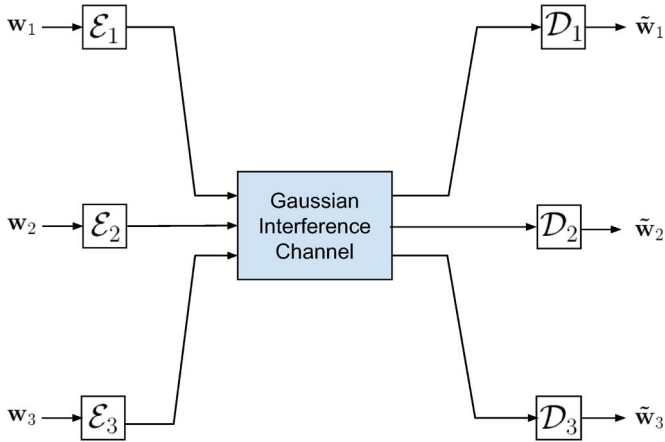 w₁ ℰ₁ 𝒟₁ w̃₁
w₂ ℰ₂ Gaussian Interference Channel 𝒟₂ w̃₂
w₃ ℰ₃ 𝒟₃ w̃₃